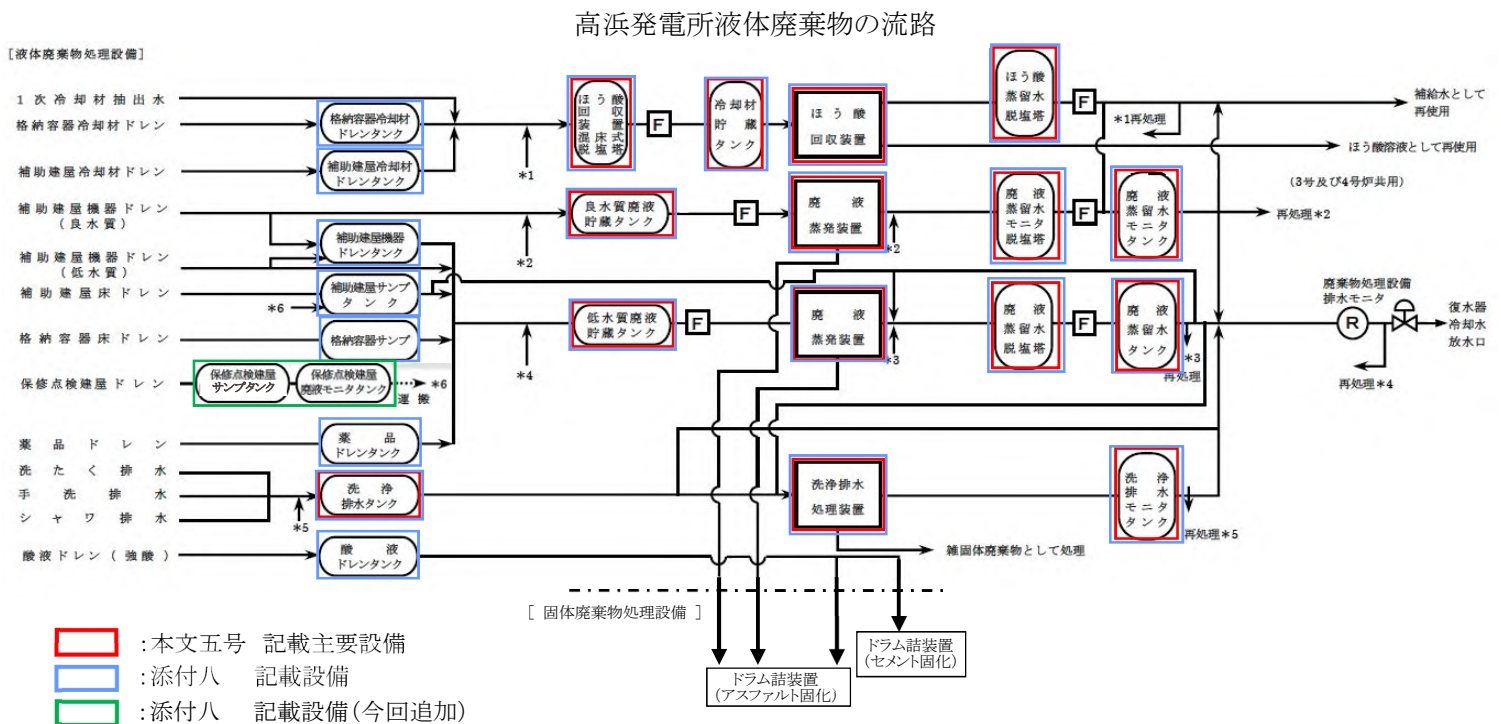 高浜発電所液体廃棄物の流路
[液体廃棄物処理設備]
1次冷却材抽出水
格納容器冷却材ドレン
補助建屋冷却材ドレン
補助建屋機器ドレン
(良水質)
補助建屋機器ドレン
(低水質)
補助建屋床ドレン
格納容器床ドレン
保修点検建屋ドレン
薬品ドレン
洗たく排水
手洗排水
シャワ排水
酸液ドレン(強酸)
格納容器冷却材
ドレンタンク
補助建屋冷却材
ドレンタンク
補助建屋機器
ドレンタンク
補助建屋サンプ
タンク
*6
格納容器サンプ
保修点検建屋
サンプタンク
保修点検建屋
廃液モニタタンク
*6
運搬
薬品
ドレンタンク
洗浄
排水タンク
*5
酸液
ドレンタンク
*1
*2
*4
ほう酸
回収
装置
混床式
脱塩塔
F
冷却材
貯蔵
タンク
ほう酸
回収装置
ほう酸
蒸留水
脱塩塔
F
*1再処理
補給水として
再使用
ほう酸溶液として再使用
(3号及び4号炉共用)
良水質廃液
貯蔵タンク
F
廃液
蒸発装置
*2
廃液
蒸留水
モニタ
脱塩塔
F
廃液
蒸留水
モニタ
タンク
再処理*2
低水質廃液
貯蔵タンク
F
廃液
蒸発装置
*3
廃液
蒸留水
脱塩塔
F
廃液
蒸留水
タンク
*3
再処理
廃棄物処理設備
排水モニタ
R
再処理*4
復水器
冷却水
放水口
洗浄排水
処理装置
洗浄
排水
モニタ
タンク
再処理*5
雑固体廃棄物として処理
[ 固体廃棄物処理設備 ]
ドラム詰装置
(セメント固化)
ドラム詰装置
(アスファルト固化)
:本文五号 記載主要設備
:添付八 記載設備
:添付八 記載設備(今回追加)